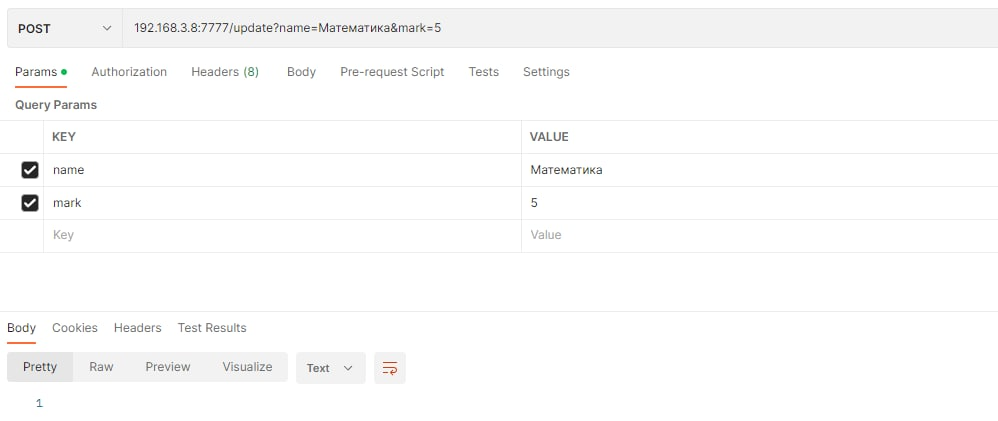 POST 192.168.3.8:7777/update?name=Математика&mark=5
Params Authorization Headers (8) Body Pre-request Script Tests Settings
Query Params
KEY VALUE
name Математика
mark 5
Key Value
Body Cookies Headers Test Results
Pretty Raw Preview Visualize Text
1